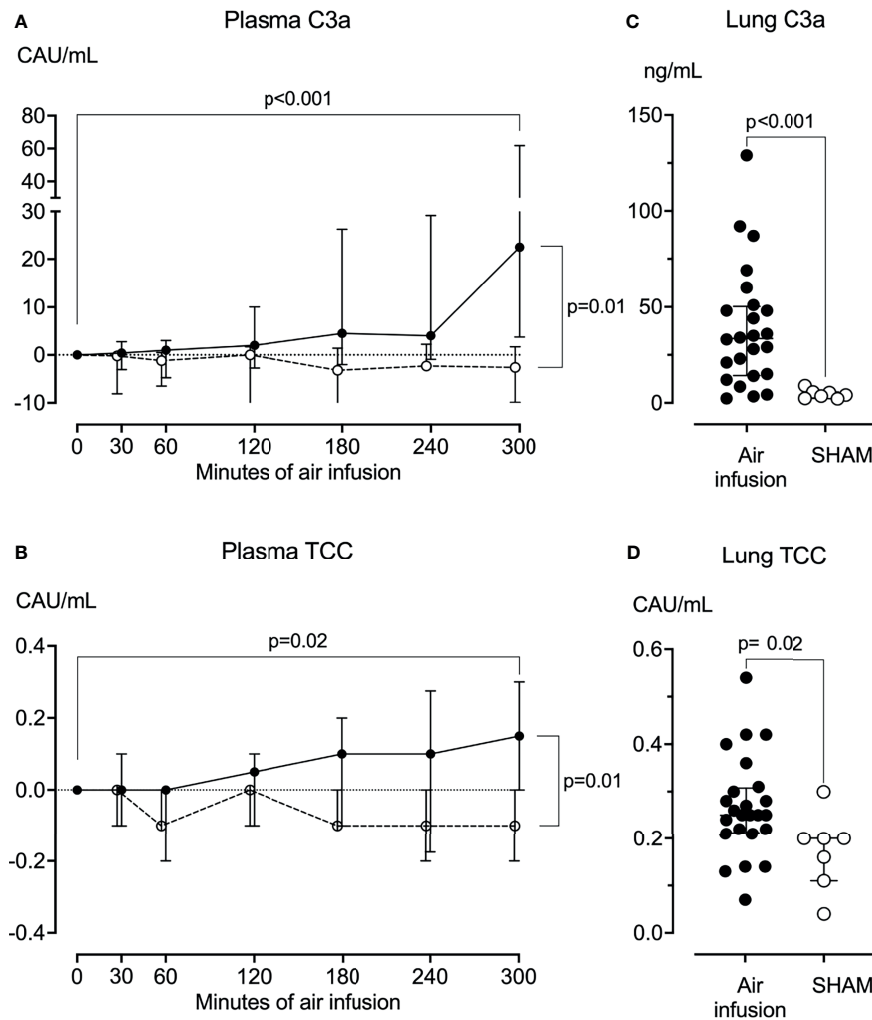 A
Plasma C3a
CAU/mL
p<0.001
80
60
40
30
20
10
0
-10
p=0.01
0 30 60 120 180 240 300
Minutes of air infusion
C
Lung C3a
ng/mL
p<0.001
150
100
50
0
Air
infusion
SHAM
B
Plasma TCC
CAU/mL
p=0.02
0.4
0.2
0.0
-0.2
-0.4
p=0.01
0 30 60 120 180 240 300
Minutes of air infusion
D
Lung TCC
CAU/mL
p= 0.02
0.6
0.4
0.2
0.0
Air
infusion
SHAM